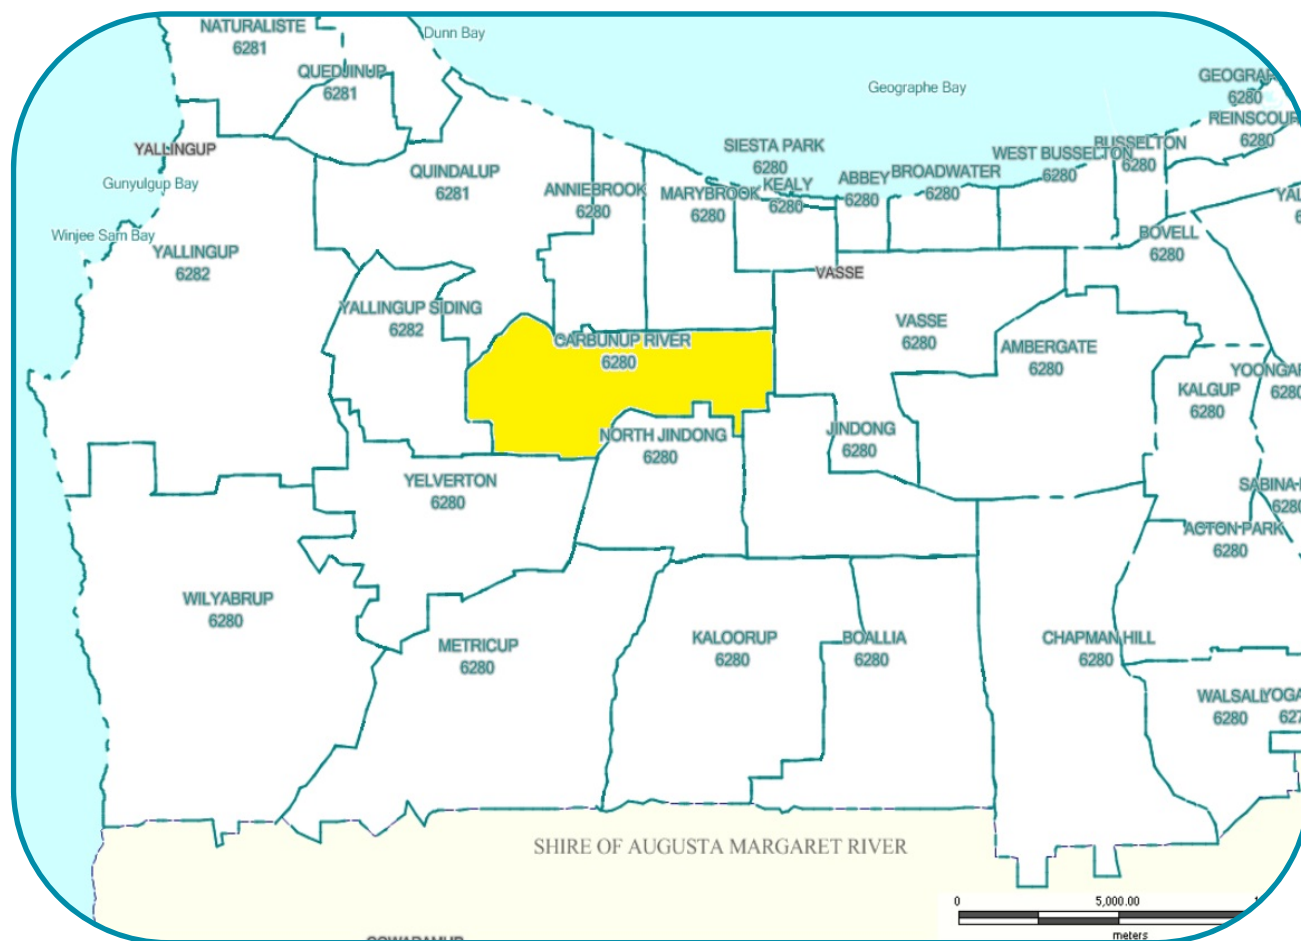 NATURALISTE
6281
Dunn Bay
QUEDJINUP
6281
Geographe Bay
6280
6280
YALLINGUP
SIESTA PARK
6280
WEST BUSSELTON
6280
BUSSELTON
6280
Gunyulgup Bay
QUINDALUP
6281
ANNIEBROOK
6280
MARYBROOK
6280
KEALY
6280
ABBEY
6280
BROADWATER
6280
Winjee Sam Bay
YALLINGUP
6282
BOVELL
6280
VASSE
YALLINGUP SIDING
6282
VASSE
6280
CARBUNUP RIVER
6280
AMBERGATE
6280
KALGUP
6280
NORTH JINDONG
6280
JINDONG
6280
YELVERTON
6280
ACTON PARK
6280
WILYABRUP
6280
METRICUP
6280
KALOORUP
6280
BOALLIA
6280
CHAPMAN HILL
6280
WALSALL
6280
SHIRE OF AUGUSTA MARGARET RIVER
0
5,000.00
meters